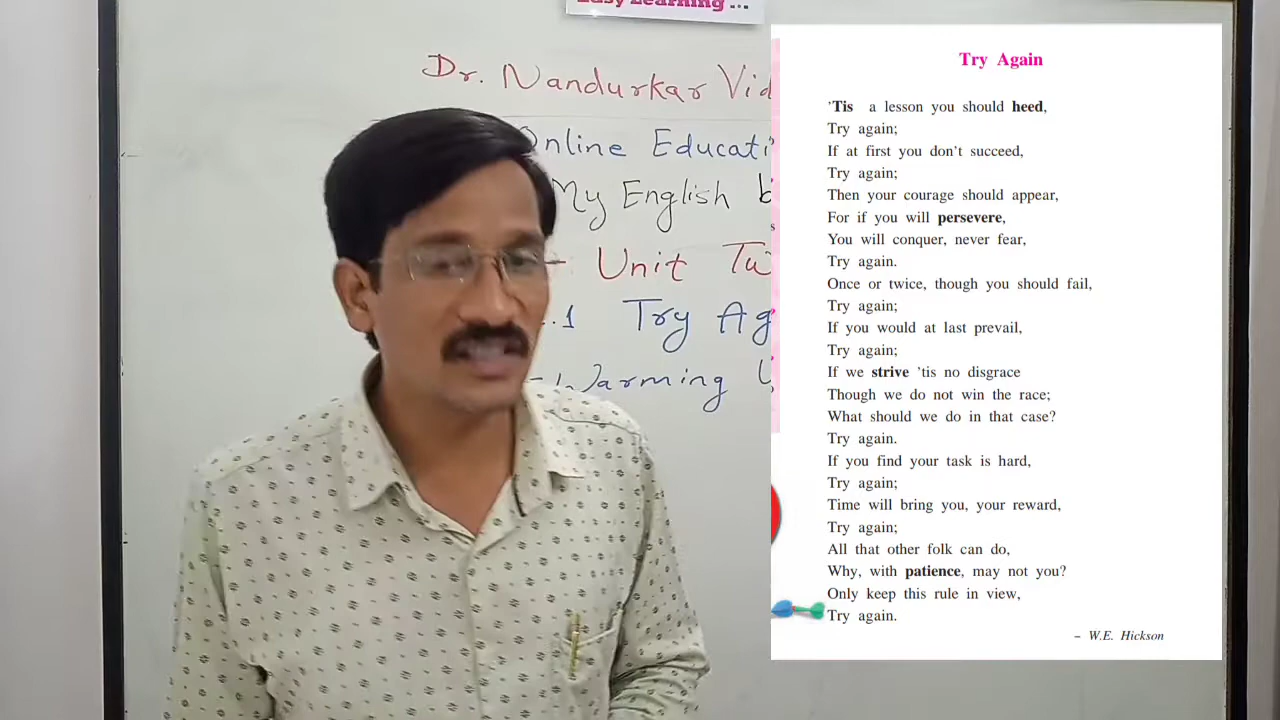 Easy Learning ...
Dr. Nandurkar Vid
Online Educati
My English b
Unit Tw
.1 Try Ag
Warming U
Try Again
'Tis a lesson you should heed,
Try again;
If at first you don't succeed,
Try again;
Then your courage should appear,
For if you will persevere,
You will conquer, never fear,
Try again.
Once or twice, though you should fail,
Try again;
If you would at last prevail,
Try again;
If we strive 'tis no disgrace
Though we do not win the race;
What should we do in that case?
Try again.
If you find your task is hard,
Try again;
Time will bring you, your reward,
Try again;
All that other folk can do,
Why, with patience, may not you?
Only keep this rule in view,
Try again.
– W.E. Hickson